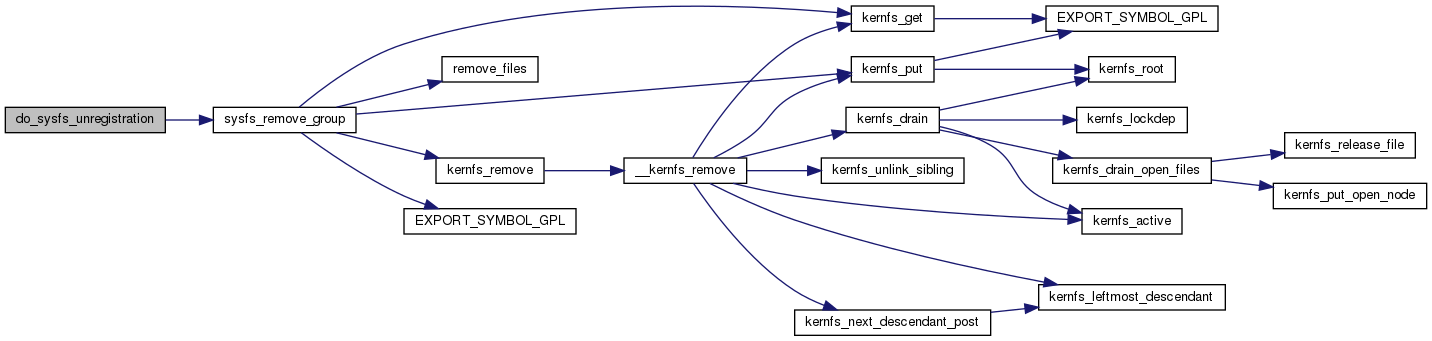 kernfs_get
EXPORT_SYMBOL_GPL
remove_files
kernfs_put
kernfs_root
do_sysfs_unregistration
sysfs_remove_group
kernfs_drain
kernfs_lockdep
kernfs_release_file
kernfs_remove
__kernfs_remove
kernfs_unlink_sibling
kernfs_drain_open_files
kernfs_put_open_node
EXPORT_SYMBOL_GPL
kernfs_active
kernfs_leftmost_descendant
kernfs_next_descendant_post